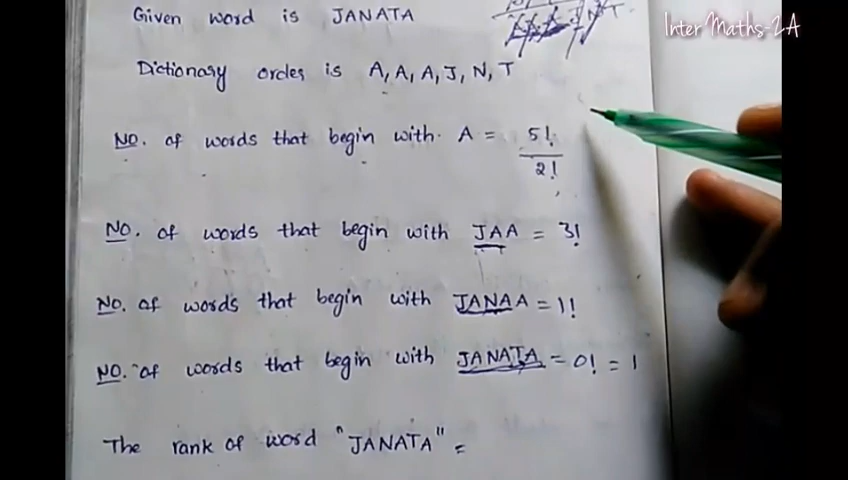 Given word is JANATA
Inter Maths-2A
Dictionary order is A, A, A, J, N, T
NO. of words that begin with A = 5! / 2!
NO. of words that begin with JAA = 3!
NO. of words that begin with JANAA = 1!
NO. of words that begin with JANATA = 0! = 1
The rank of word "JANATA" =